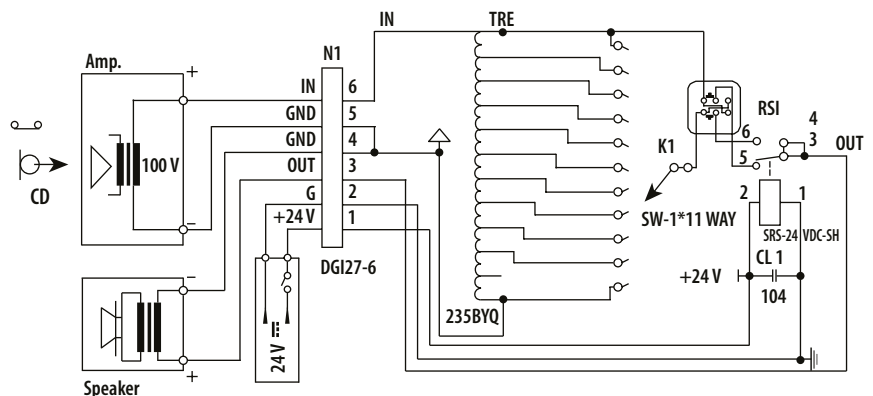 IN
TRE
N1
Amp.
+
IN
6
GND
5
GND
4
OUT
3
G
2
+24 V
1
DGI27-6
100 V
CD
−
−
+
Speaker
24 V
235BYQ
K1
SW-1*11 WAY
RSI
6
5
4
3
OUT
2
1
SRS-24 VDC-SH
CL 1
+24 V
104